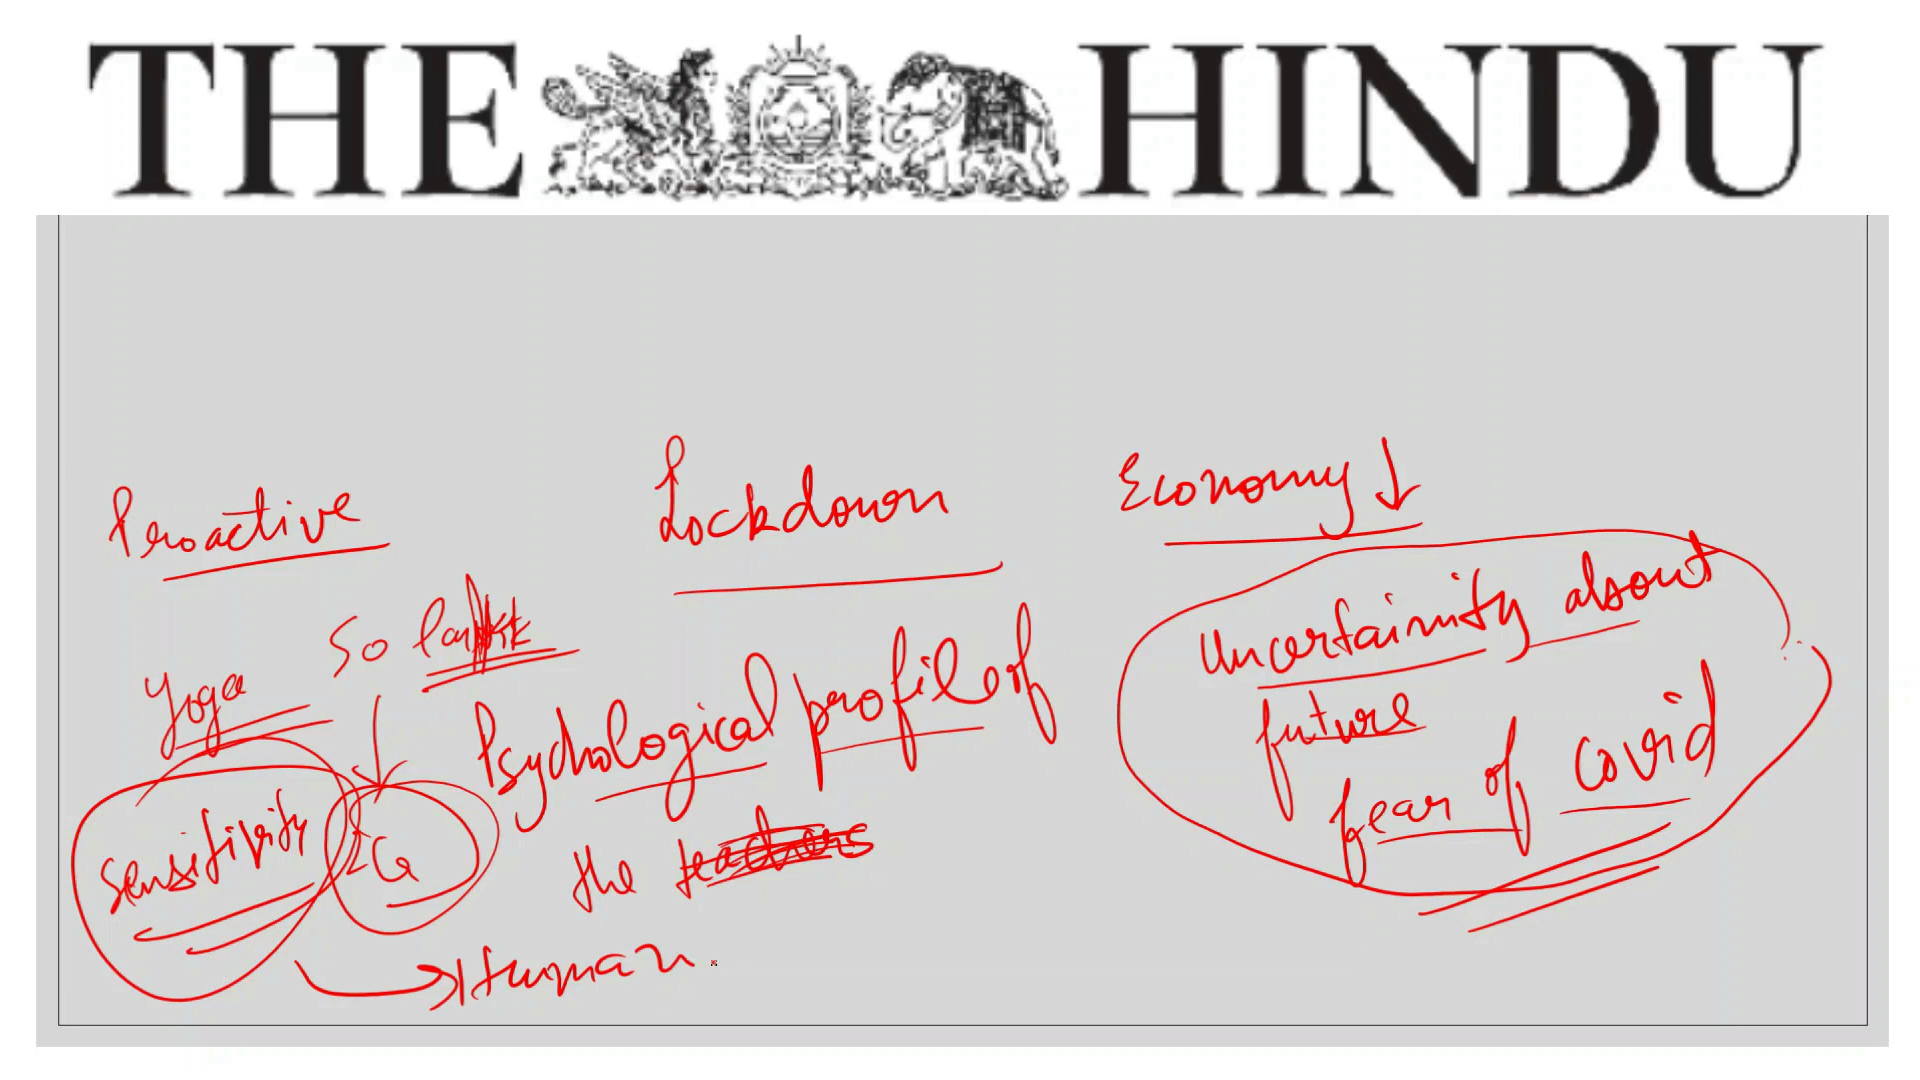 THE HINDU
Proactive
Lockdown
Economy ↓
Uncertainity about
future
fear of covid
So
Yoga
Psychological profile of
the teachers
Sensitivity
Human